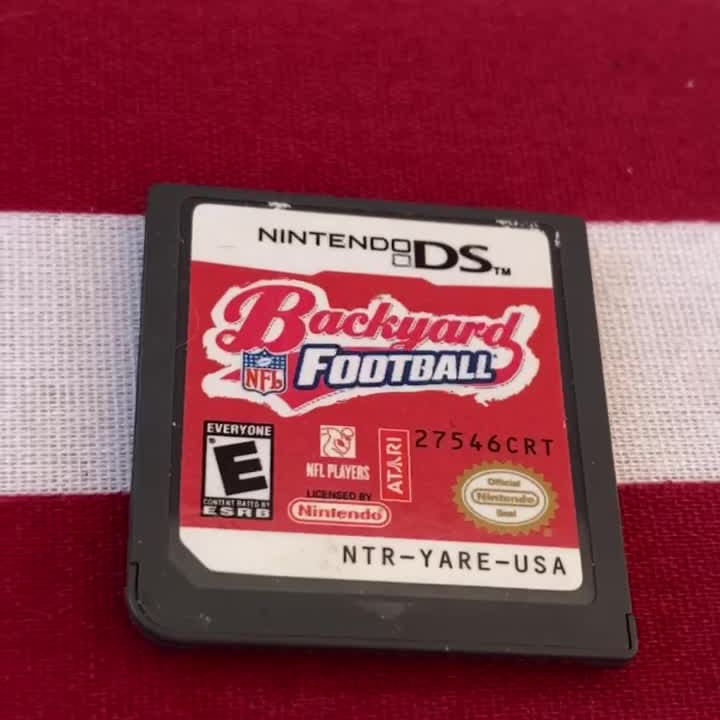 NINTENDO DS™
Backyard
NFL FOOTBALL
EVERYONE
E
CONTENT RATED BY
ESRB
NFL PLAYERS
LICENSED BY
Nintendo
ATARI
27546CRT
Official
Nintendo
Seal
NTR-YARE-USA